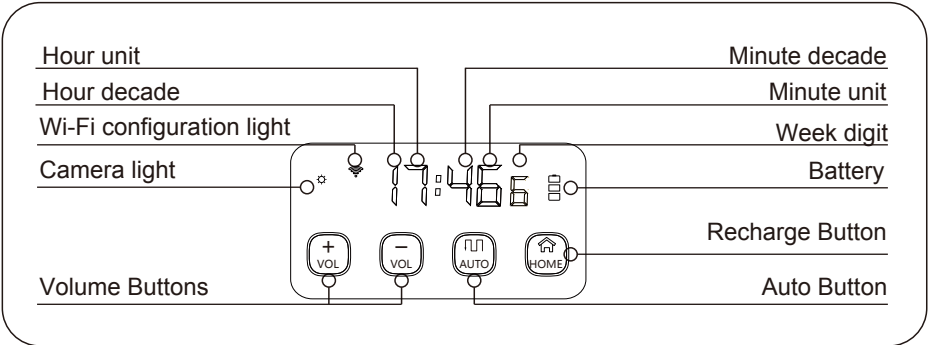 Hour unit
Minute decade
Hour decade
Minute unit
Wi-Fi configuration light
Week digit
Camera light
Battery
17:46 6
Recharge Button
+
VOL
−
VOL
AUTO
HOME
Volume Buttons
Auto Button